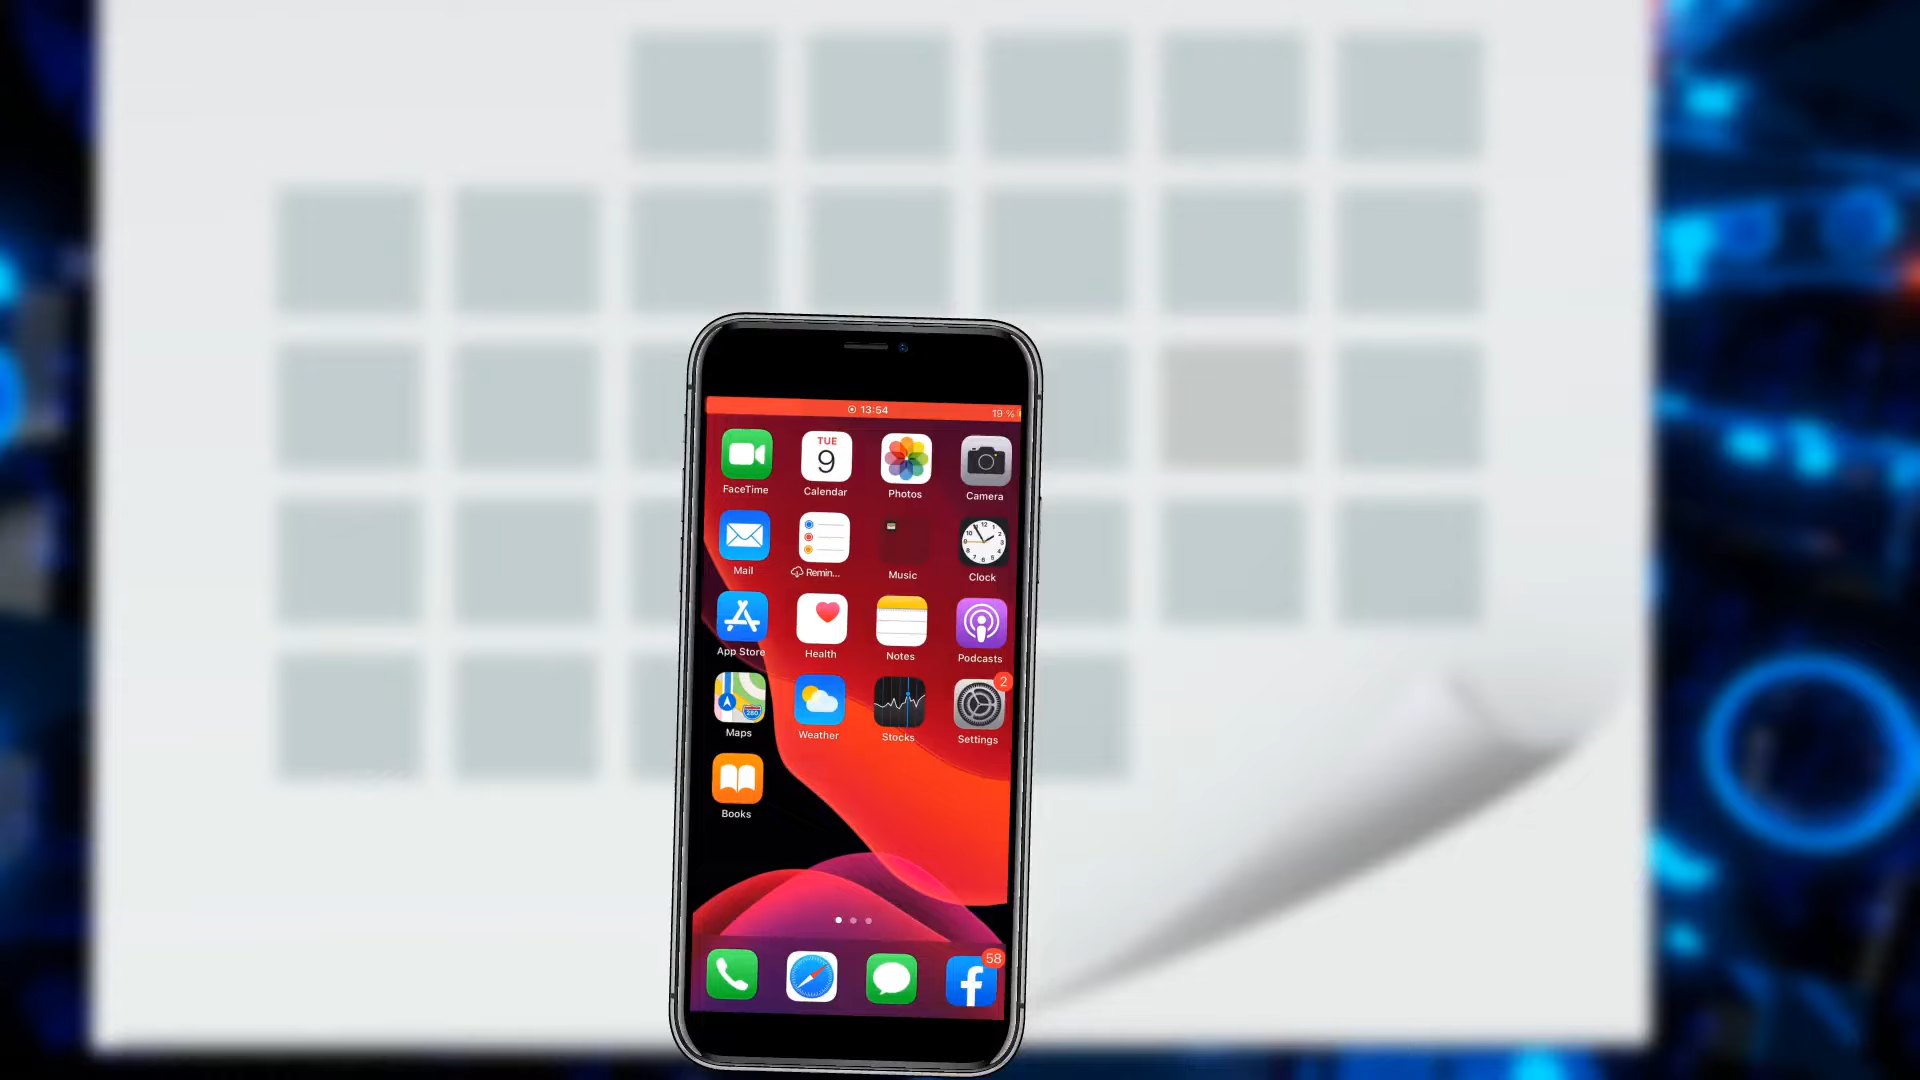 13:54
19 %
TUE
9
FaceTime
Calendar
Photos
Camera
Mail
Remin...
Music
Clock
App Store
Health
Notes
Podcasts
280
2
Maps
Weather
Stocks
Settings
Books
58